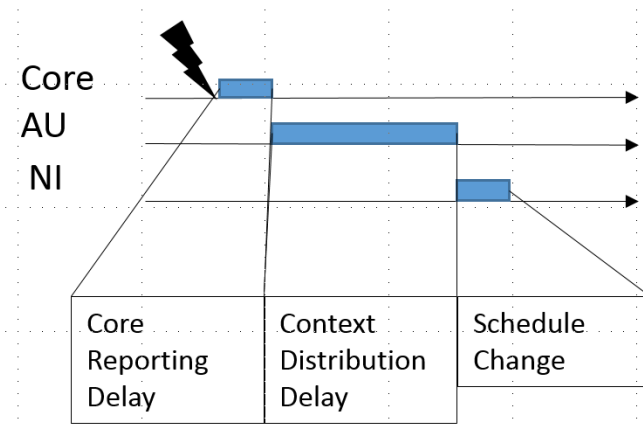 Core
AU
NI
Core
Reporting
Delay
Context
Distribution
Delay
Schedule
Change